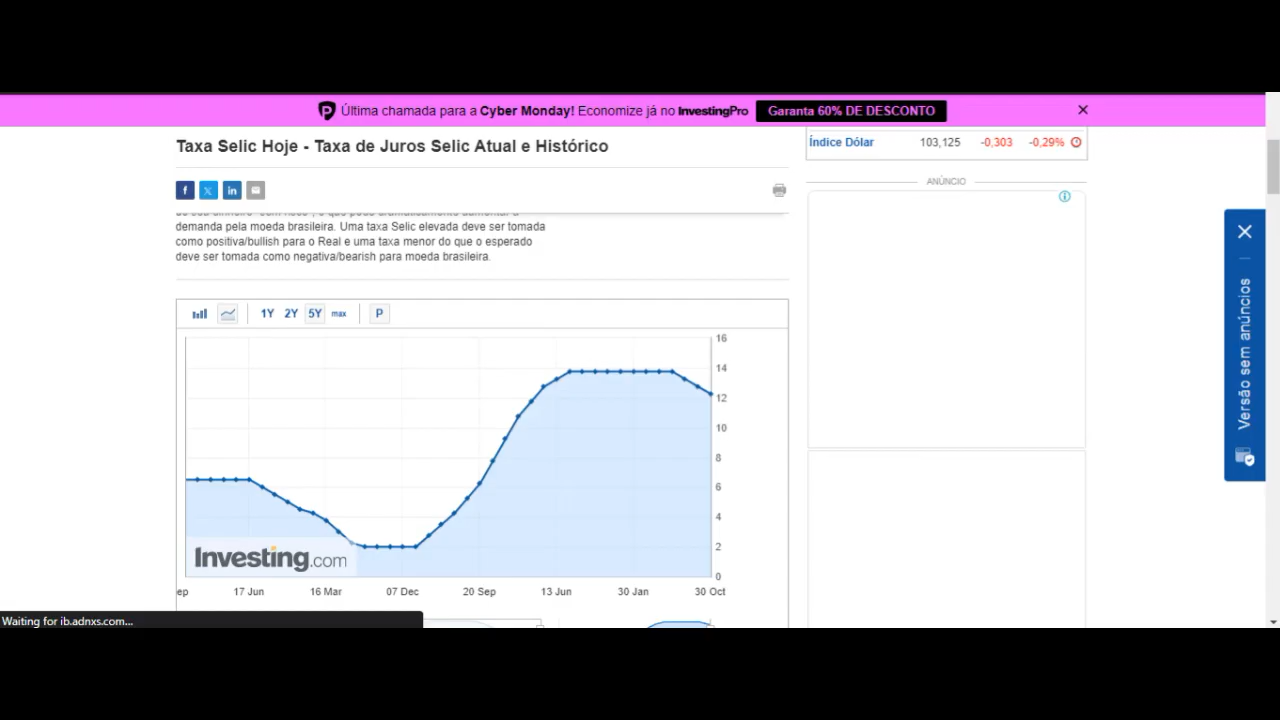 Última chamada para a Cyber Monday! Economize já no InvestingPro Garanta 60% DE DESCONTO
Taxa Selic Hoje - Taxa de Juros Selic Atual e Histórico
Índice Dólar 103,125 -0,303 -0,29%
ANÚNCIO
demanda pela moeda brasileira. Uma taxa Selic elevada deve ser tomada
como positiva/bullish para o Real e uma taxa menor do que o esperado
deve ser tomada como negativa/bearish para moeda brasileira.
1Y 2Y 5Y max P
16
14
12
10
8
6
4
2
0
Investing.com
ep 17 Jun 16 Mar 07 Dec 20 Sep 13 Jun 30 Jan 30 Oct
Versão sem anúncios
Waiting for ib.adnxs.com...